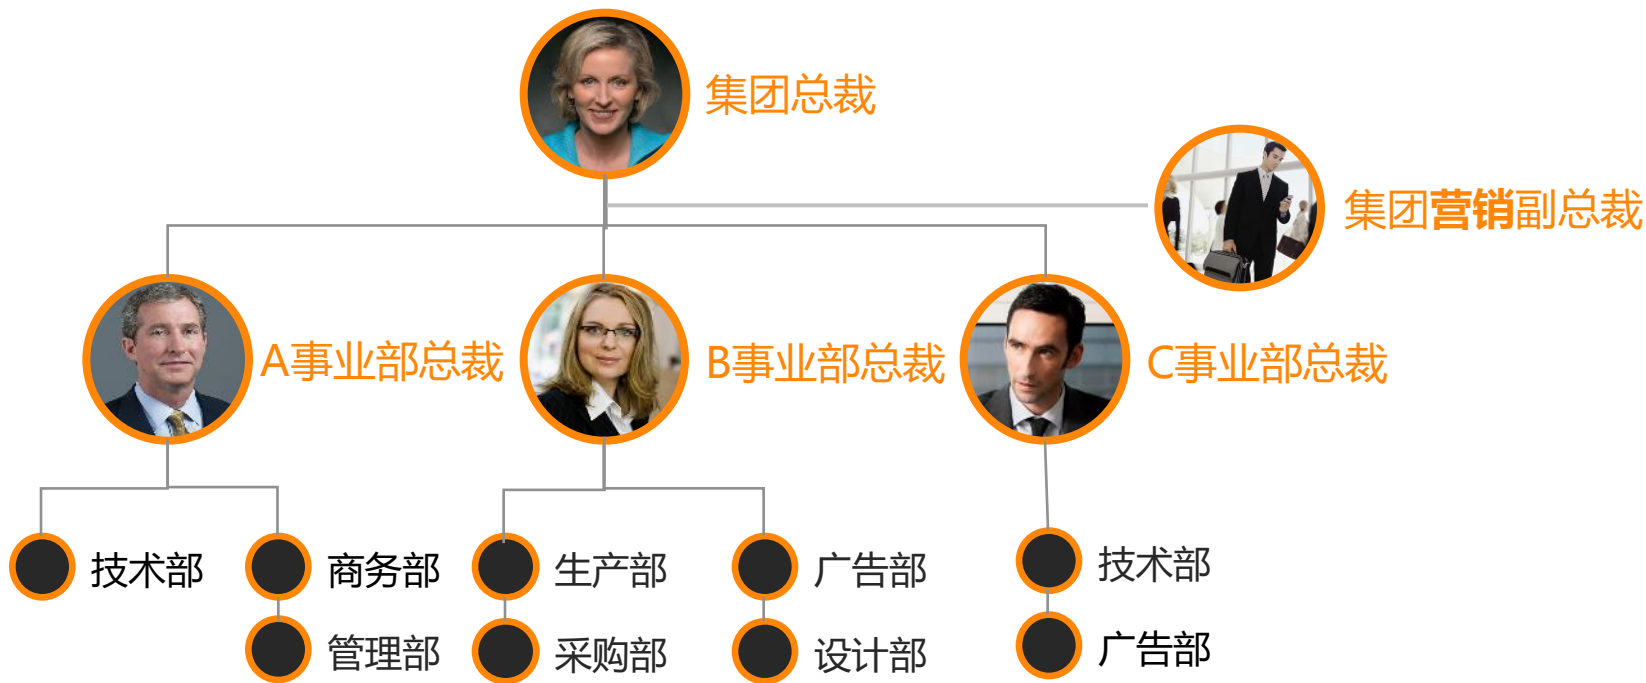 集团总裁
集团营销副总裁
A事业部总裁
B事业部总裁
C事业部总裁
技术部
商务部
生产部
广告部
技术部
管理部
采购部
设计部
广告部